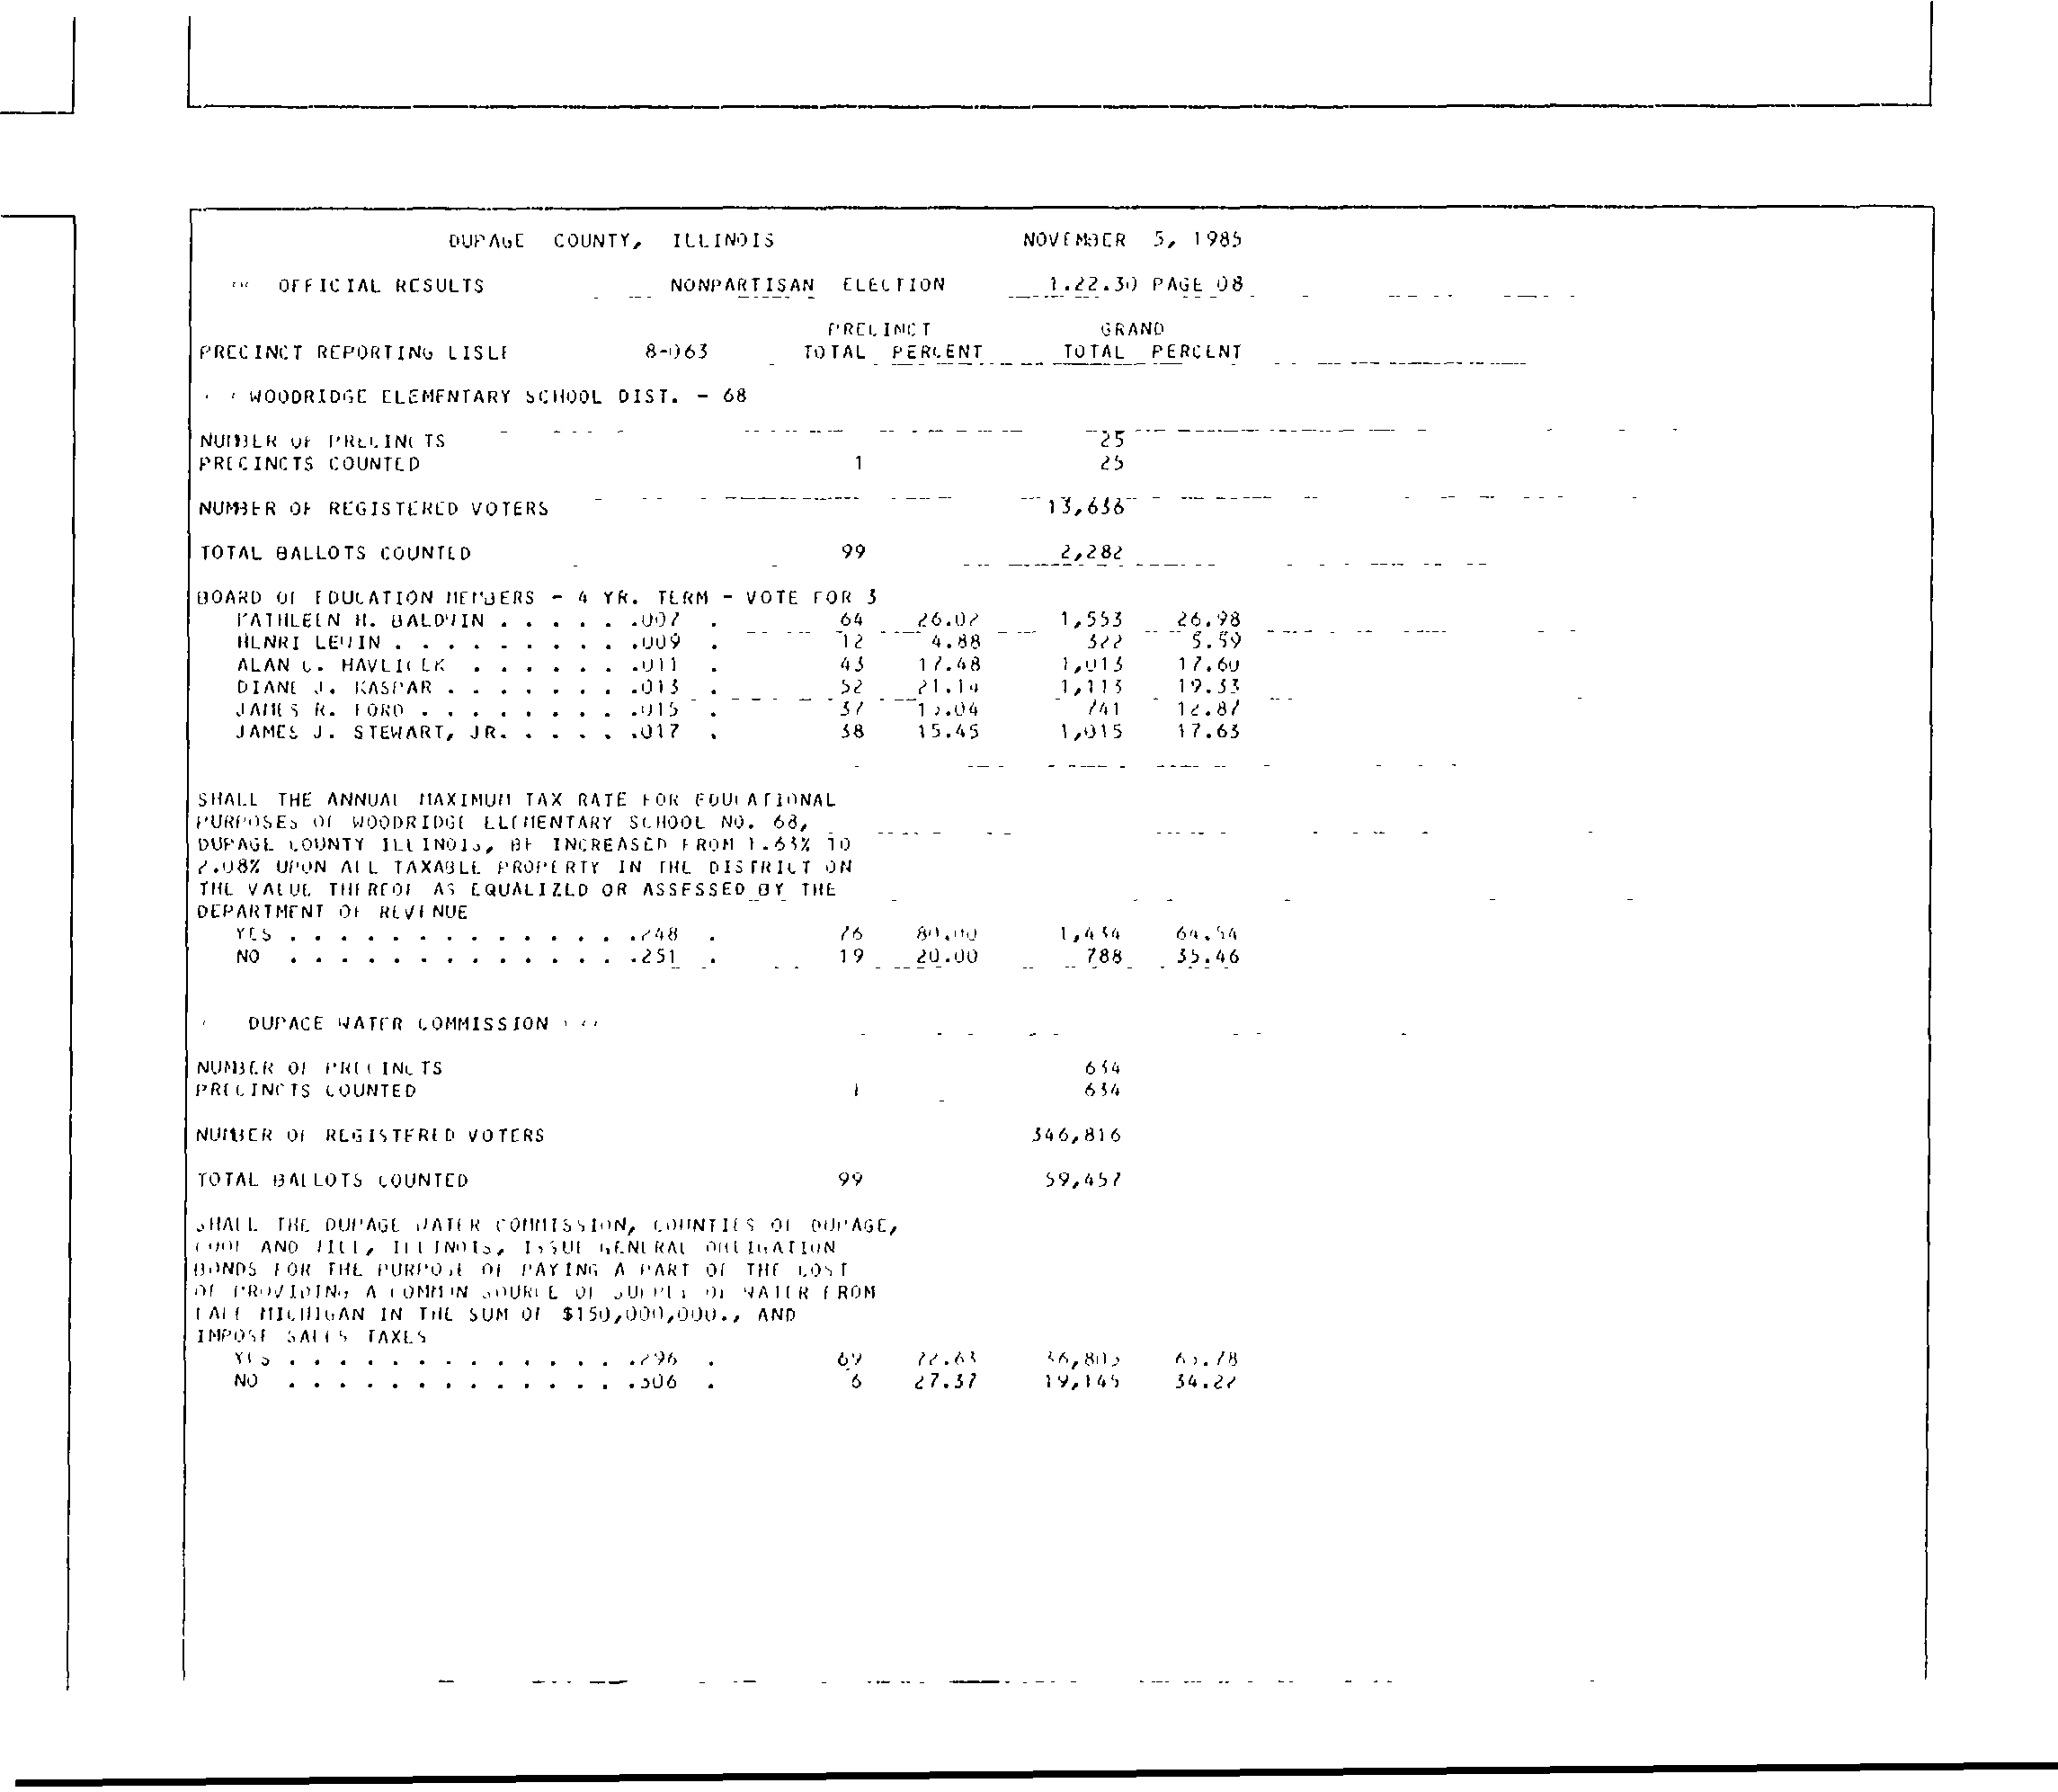 DUPAGE COUNTY, ILLINOIS NOVEMBER 5, 1985
OFFICIAL RESULTS NONPARTISAN ELECTION 1.22.30 PAGE 08
PRECINCT GRAND
PRECINCT REPORTING LISLE 8-063 TOTAL PERCENT TOTAL PERCENT
WOODRIDGE ELEMENTARY SCHOOL DIST. - 68
NUMBER OF PRECINCTS 25
PRECINCTS COUNTED 1 25
NUMBER OF REGISTERED VOTERS 13,636
TOTAL BALLOTS COUNTED 99 2,282
BOARD OF EDUCATION MEMBERS - 4 YR. TERM - VOTE FOR 3
KATHLEEN H. BALDWIN . . . . . .007 . 64 26.02 1,553 26.98
HENRI LEWIN . . . . . . . . . .009 . 12 4.88 322 5.59
ALAN C. HAVLICEK . . . . . . .011 . 43 17.48 1,013 17.60
DIANE J. KASPAR . . . . . . . .013 . 52 21.14 1,113 19.33
JAMES R. FORD . . . . . . . . .015 . 37 15.04 741 12.87
JAMES J. STEWART, JR. . . . . .017 . 38 15.45 1,015 17.63
SHALL THE ANNUAL MAXIMUM TAX RATE FOR EDUCATIONAL
PURPOSES OF WOODRIDGE ELEMENTARY SCHOOL NO. 68,
DUPAGE COUNTY ILLINOIS, BE INCREASED FROM 1.63% TO
2.08% UPON ALL TAXABLE PROPERTY IN THE DISTRICT ON
THE VALUE THEREOF AS EQUALIZED OR ASSESSED BY THE
DEPARTMENT OF REVENUE
YES . . . . . . . . . . . . . .248 . 76 80.00 1,434 64.54
NO . . . . . . . . . . . . . .251 . 19 20.00 788 35.46
DUPAGE WATER COMMISSION
NUMBER OF PRECINCTS 634
PRECINCTS COUNTED 1 634
NUMBER OF REGISTERED VOTERS 346,816
TOTAL BALLOTS COUNTED 99 59,457
SHALL THE DUPAGE WATER COMMISSION, COUNTIES OF DUPAGE,
COOK AND WILL, ILLINOIS, ISSUE GENERAL OBLIGATION
BONDS FOR THE PURPOSE OF PAYING A PART OF THE COST
OF PROVIDING A COMMON SOURCE OF SUPPLY OF WATER FROM
LAKE MICHIGAN IN THE SUM OF $150,000,000., AND
IMPOSE SALES TAXES
YES . . . . . . . . . . . . . .296 . 69 72.63 36,805 65.78
NO . . . . . . . . . . . . . .306 . 6 27.37 19,145 34.22